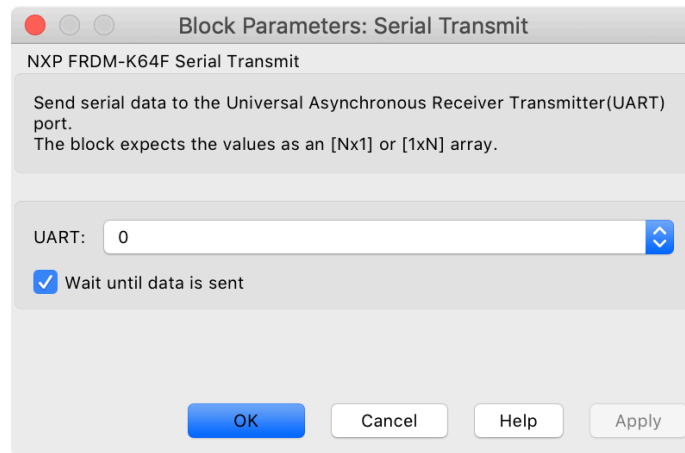 Block Parameters: Serial Transmit
NXP FRDM-K64F Serial Transmit
Send serial data to the Universal Asynchronous Receiver Transmitter(UART)
port.
The block expects the values as an [Nx1] or [1xN] array.
UART: 0
Wait until data is sent
OK Cancel Help Apply